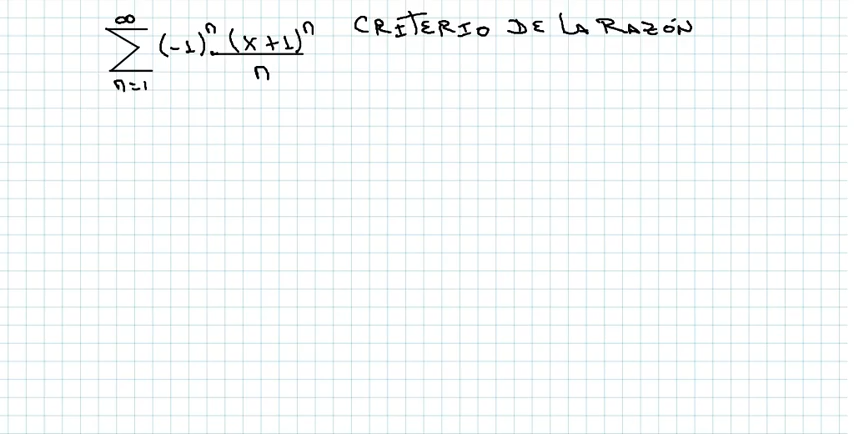 ∞
∑ (-1)ⁿ · (x+1)ⁿ / n CRITERIO DE LA RAZÓN
n=1